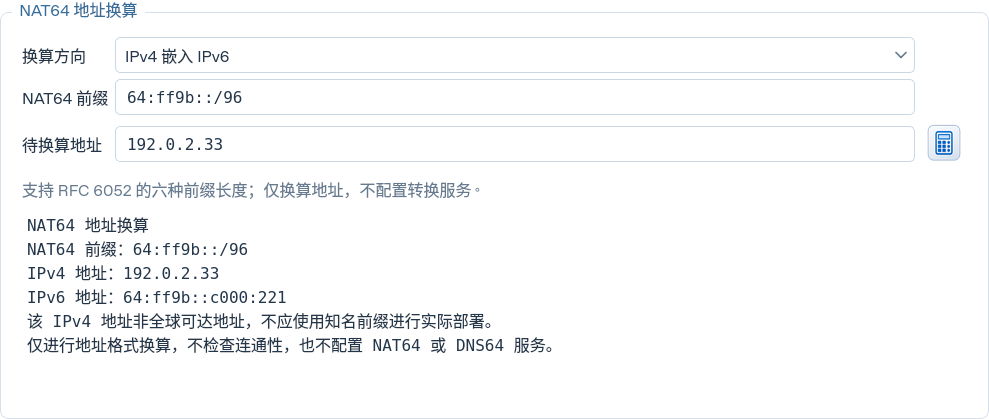 NAT64 地址换算
换算方向
IPv4 嵌入 IPv6
NAT64 前缀
64:ff9b::/96
待换算地址
192.0.2.33
支持 RFC 6052 的六种前缀长度；仅换算地址，不配置转换服务。
NAT64 地址换算
NAT64 前缀：64:ff9b::/96
IPv4 地址：192.0.2.33
IPv6 地址：64:ff9b::c000:221
该 IPv4 地址非全球可达地址，不应使用知名前缀进行实际部署。
仅进行地址格式换算，不检查连通性，也不配置 NAT64 或 DNS64 服务。